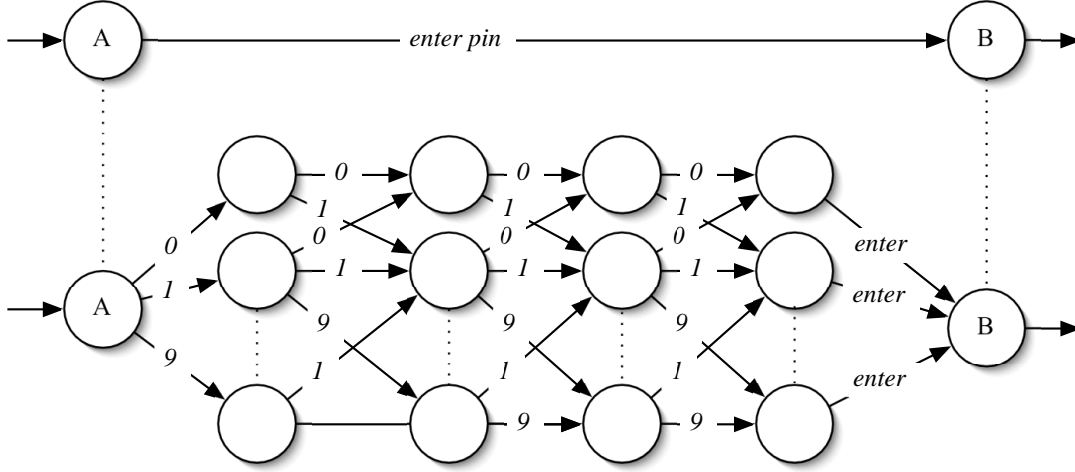 A enter pin B
0 0 0
1 1 1
0 0 0 0 enter
1 1 1 1 enter
A B
9 9 9 9
1 1 1 enter
9 9